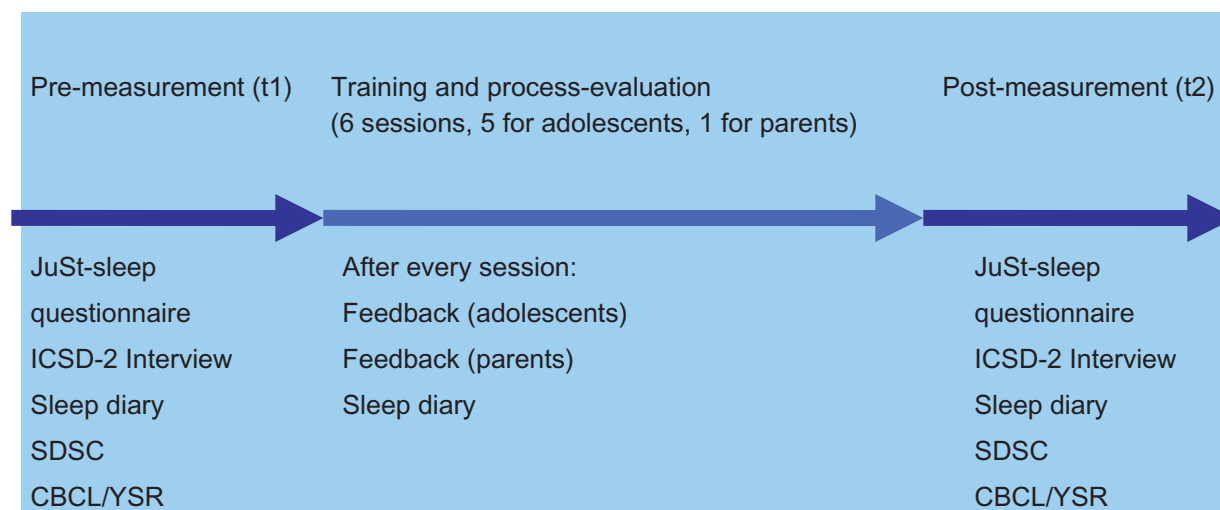 Pre-measurement (t1)
Training and process-evaluation
(6 sessions, 5 for adolescents, 1 for parents)
Post-measurement (t2)
JuSt-sleep
questionnaire
ICSD-2 Interview
Sleep diary
SDSC
CBCL/YSR
After every session:
Feedback (adolescents)
Feedback (parents)
Sleep diary
JuSt-sleep
questionnaire
ICSD-2 Interview
Sleep diary
SDSC
CBCL/YSR